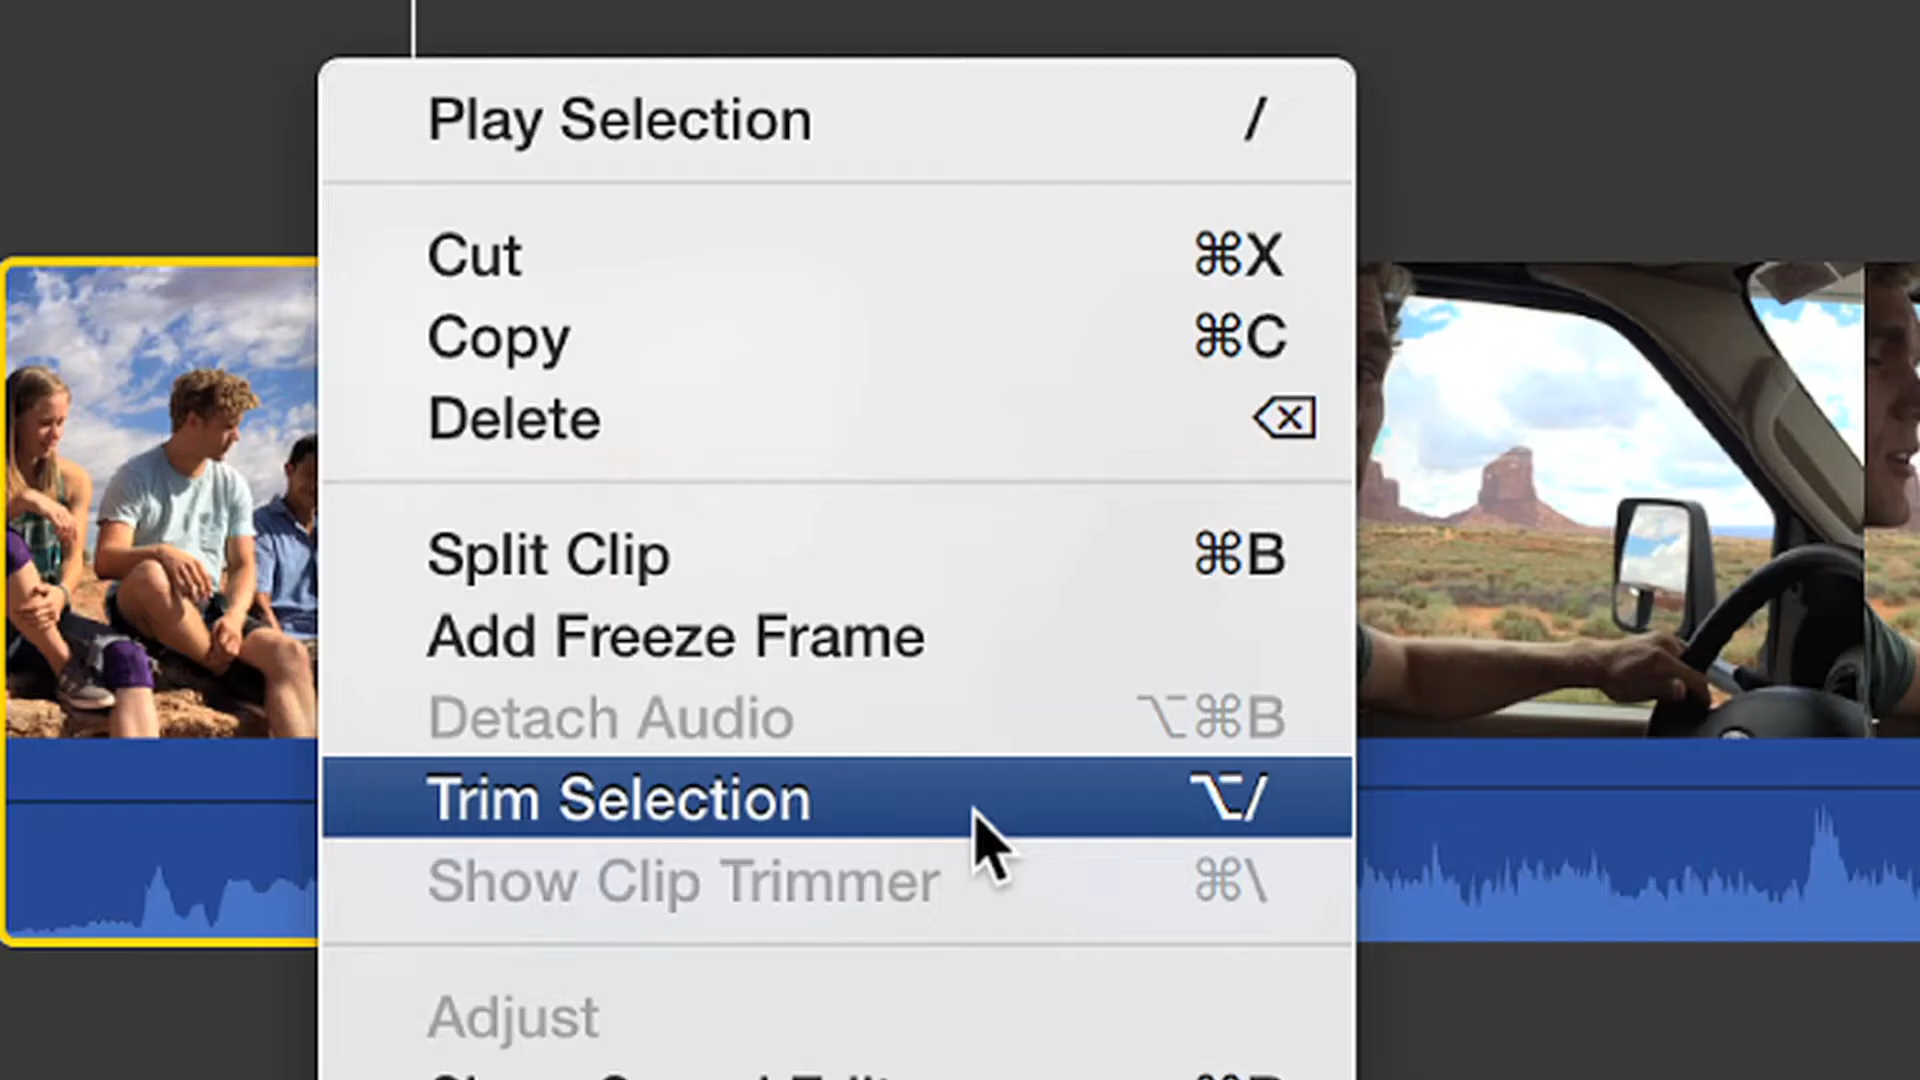 Play Selection /
Cut ⌘X
Copy ⌘C
Delete ⌫
Split Clip ⌘B
Add Freeze Frame
Detach Audio ⌥⌘B
Trim Selection ⌥/
Show Clip Trimmer ⌘\
Adjust